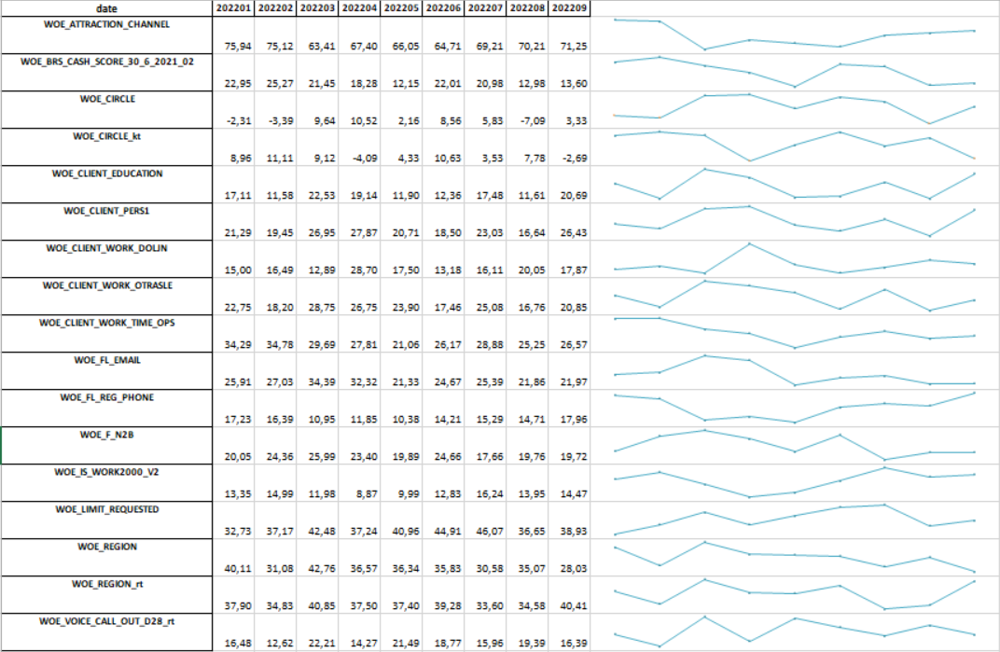 date 202201 202202 202203 202204 202205 202206 202207 202208 202209
WOE_ATTRACTION_CHANNEL
75,94 75,12 63,41 67,40 66,05 64,71 69,21 70,21 71,25
WOE_BRS_CASH_SCORE_30_6_2021_02
22,95 25,27 21,45 18,28 12,15 22,01 20,98 12,98 13,60
WOE_CIRCLE
-2,31 -3,39 9,64 10,52 2,16 8,56 5,83 -7,09 3,33
WOE_CIRCLE_kt
8,96 11,11 9,12 -4,09 4,33 10,63 3,53 7,78 -2,69
WOE_CLIENT_EDUCATION
17,11 11,58 22,53 19,14 11,90 12,36 17,48 11,61 20,69
WOE_CLIENT_PERS1
21,29 19,45 26,95 27,87 20,71 18,50 23,03 16,64 26,43
WOE_CLIENT_WORK_DOLJN
15,00 16,49 12,89 28,70 17,50 13,18 16,11 20,05 17,87
WOE_CLIENT_WORK_OTRASLE
22,75 18,20 28,75 26,75 23,90 17,46 25,08 16,76 20,85
WOE_CLIENT_WORK_TIME_OPS
34,29 34,78 29,69 27,81 21,06 26,17 28,88 25,25 26,57
WOE_FL_EMAIL
25,91 27,03 34,39 32,32 21,33 24,67 25,39 21,86 21,97
WOE_FL_REG_PHONE
17,23 16,39 10,95 11,85 10,38 14,21 15,29 14,71 17,96
WOE_F_N2B
20,05 24,36 25,99 23,40 19,89 24,66 17,66 19,76 19,72
WOE_IS_WORK2000_V2
13,35 14,99 11,98 8,87 9,99 12,83 16,24 13,95 14,47
WOE_LIMIT_REQUESTED
32,73 37,17 42,48 37,24 40,96 44,91 46,07 36,65 38,93
WOE_REGION
40,11 31,08 42,76 36,57 36,34 35,83 30,58 35,07 28,03
WOE_REGION_rt
37,90 34,83 40,85 37,50 37,40 39,28 33,60 34,58 40,41
WOE_VOICE_CALL_OUT_D28_rt
16,48 12,62 22,21 14,27 21,49 18,77 15,96 19,39 16,39